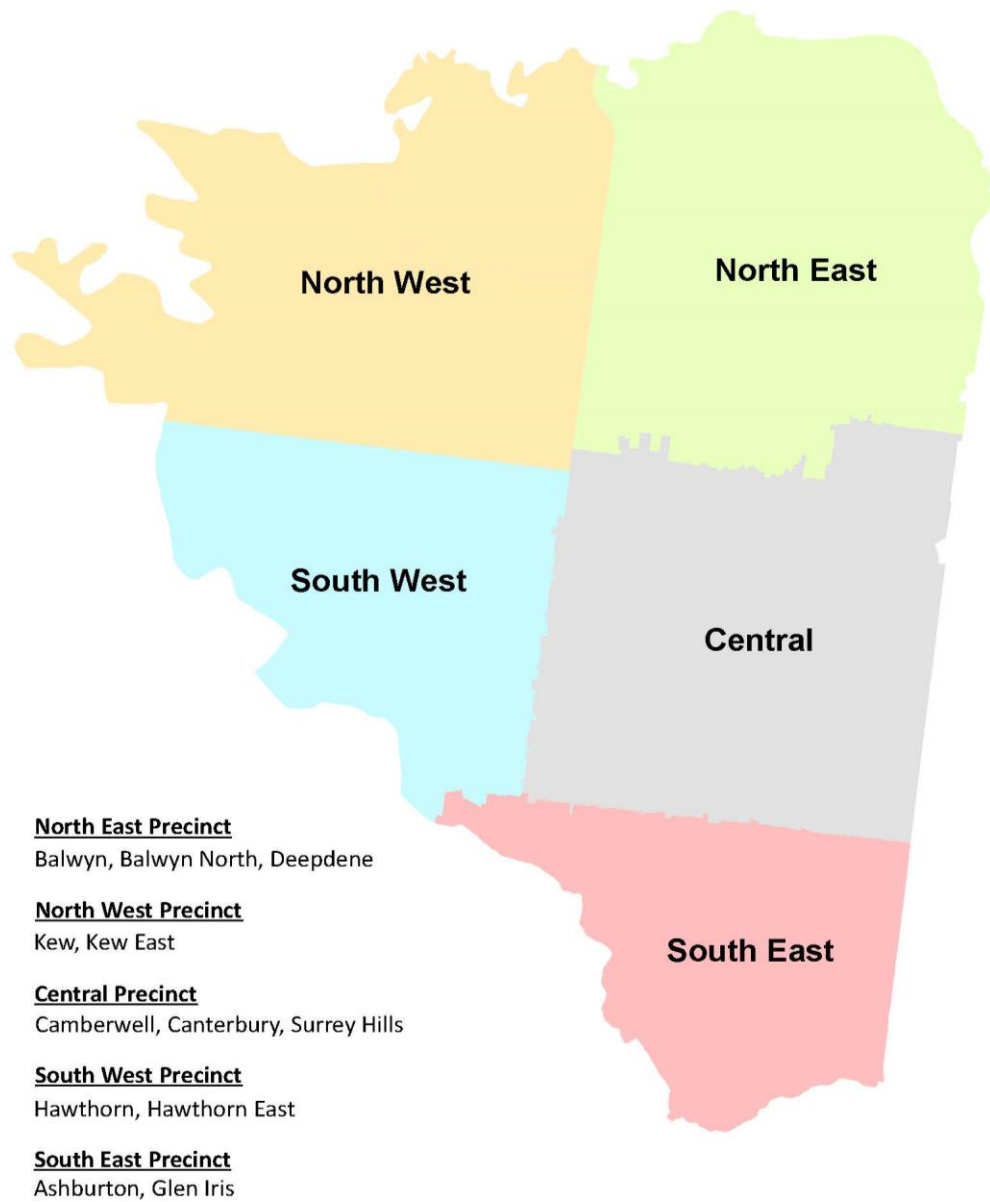 North West
North East
South West
Central
South East
North East Precinct
Balwyn, Balwyn North, Deepdene
North West Precinct
Kew, Kew East
Central Precinct
Camberwell, Canterbury, Surrey Hills
South West Precinct
Hawthorn, Hawthorn East
South East Precinct
Ashburton, Glen Iris